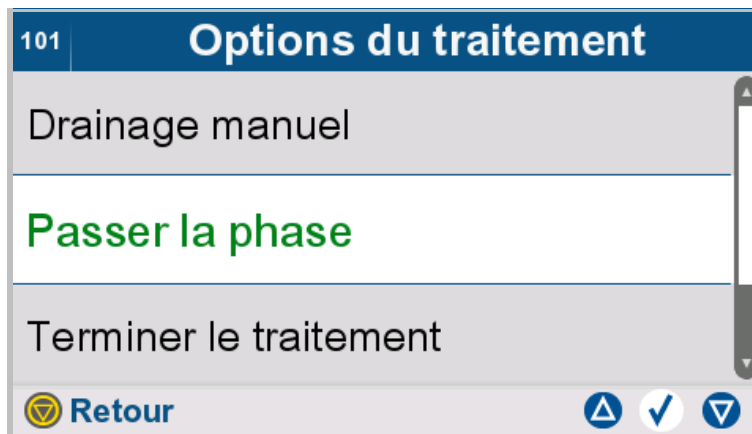 101
Options du traitement
Drainage manuel
Passer la phase
Terminer le traitement
Retour